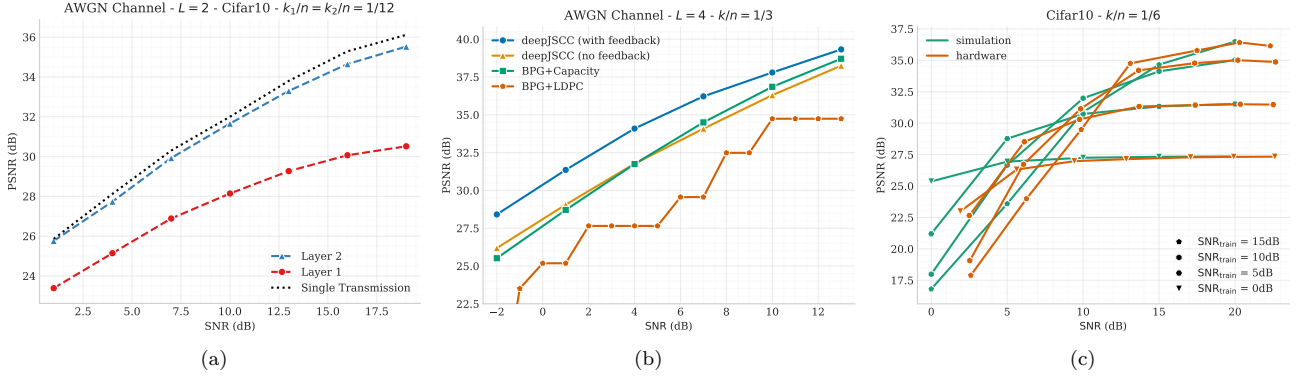 AWGN Channel - L = 2 - Cifar10 - k₁/n = k₂/n = 1/12
PSNR (dB)
36
34
32
30
28
26
24
Layer 2
Layer 1
Single Transmission
2.5 5.0 7.5 10.0 12.5 15.0 17.5
SNR (dB)
(a)
AWGN Channel - L = 4 - k/n = 1/3
PSNR (dB)
40.0
37.5
35.0
32.5
30.0
27.5
25.0
22.5
deepJSCC (with feedback)
deepJSCC (no feedback)
BPG+Capacity
BPG+LDPC
−2 0 2 4 6 8 10 12
SNR (dB)
(b)
Cifar10 - k/n = 1/6
PSNR (dB)
37.5
35.0
32.5
30.0
27.5
25.0
22.5
20.0
17.5
simulation
hardware
SNRtrain = 15dB
SNRtrain = 10dB
SNRtrain = 5dB
SNRtrain = 0dB
0 5 10 15 20
SNR (dB)
(c)